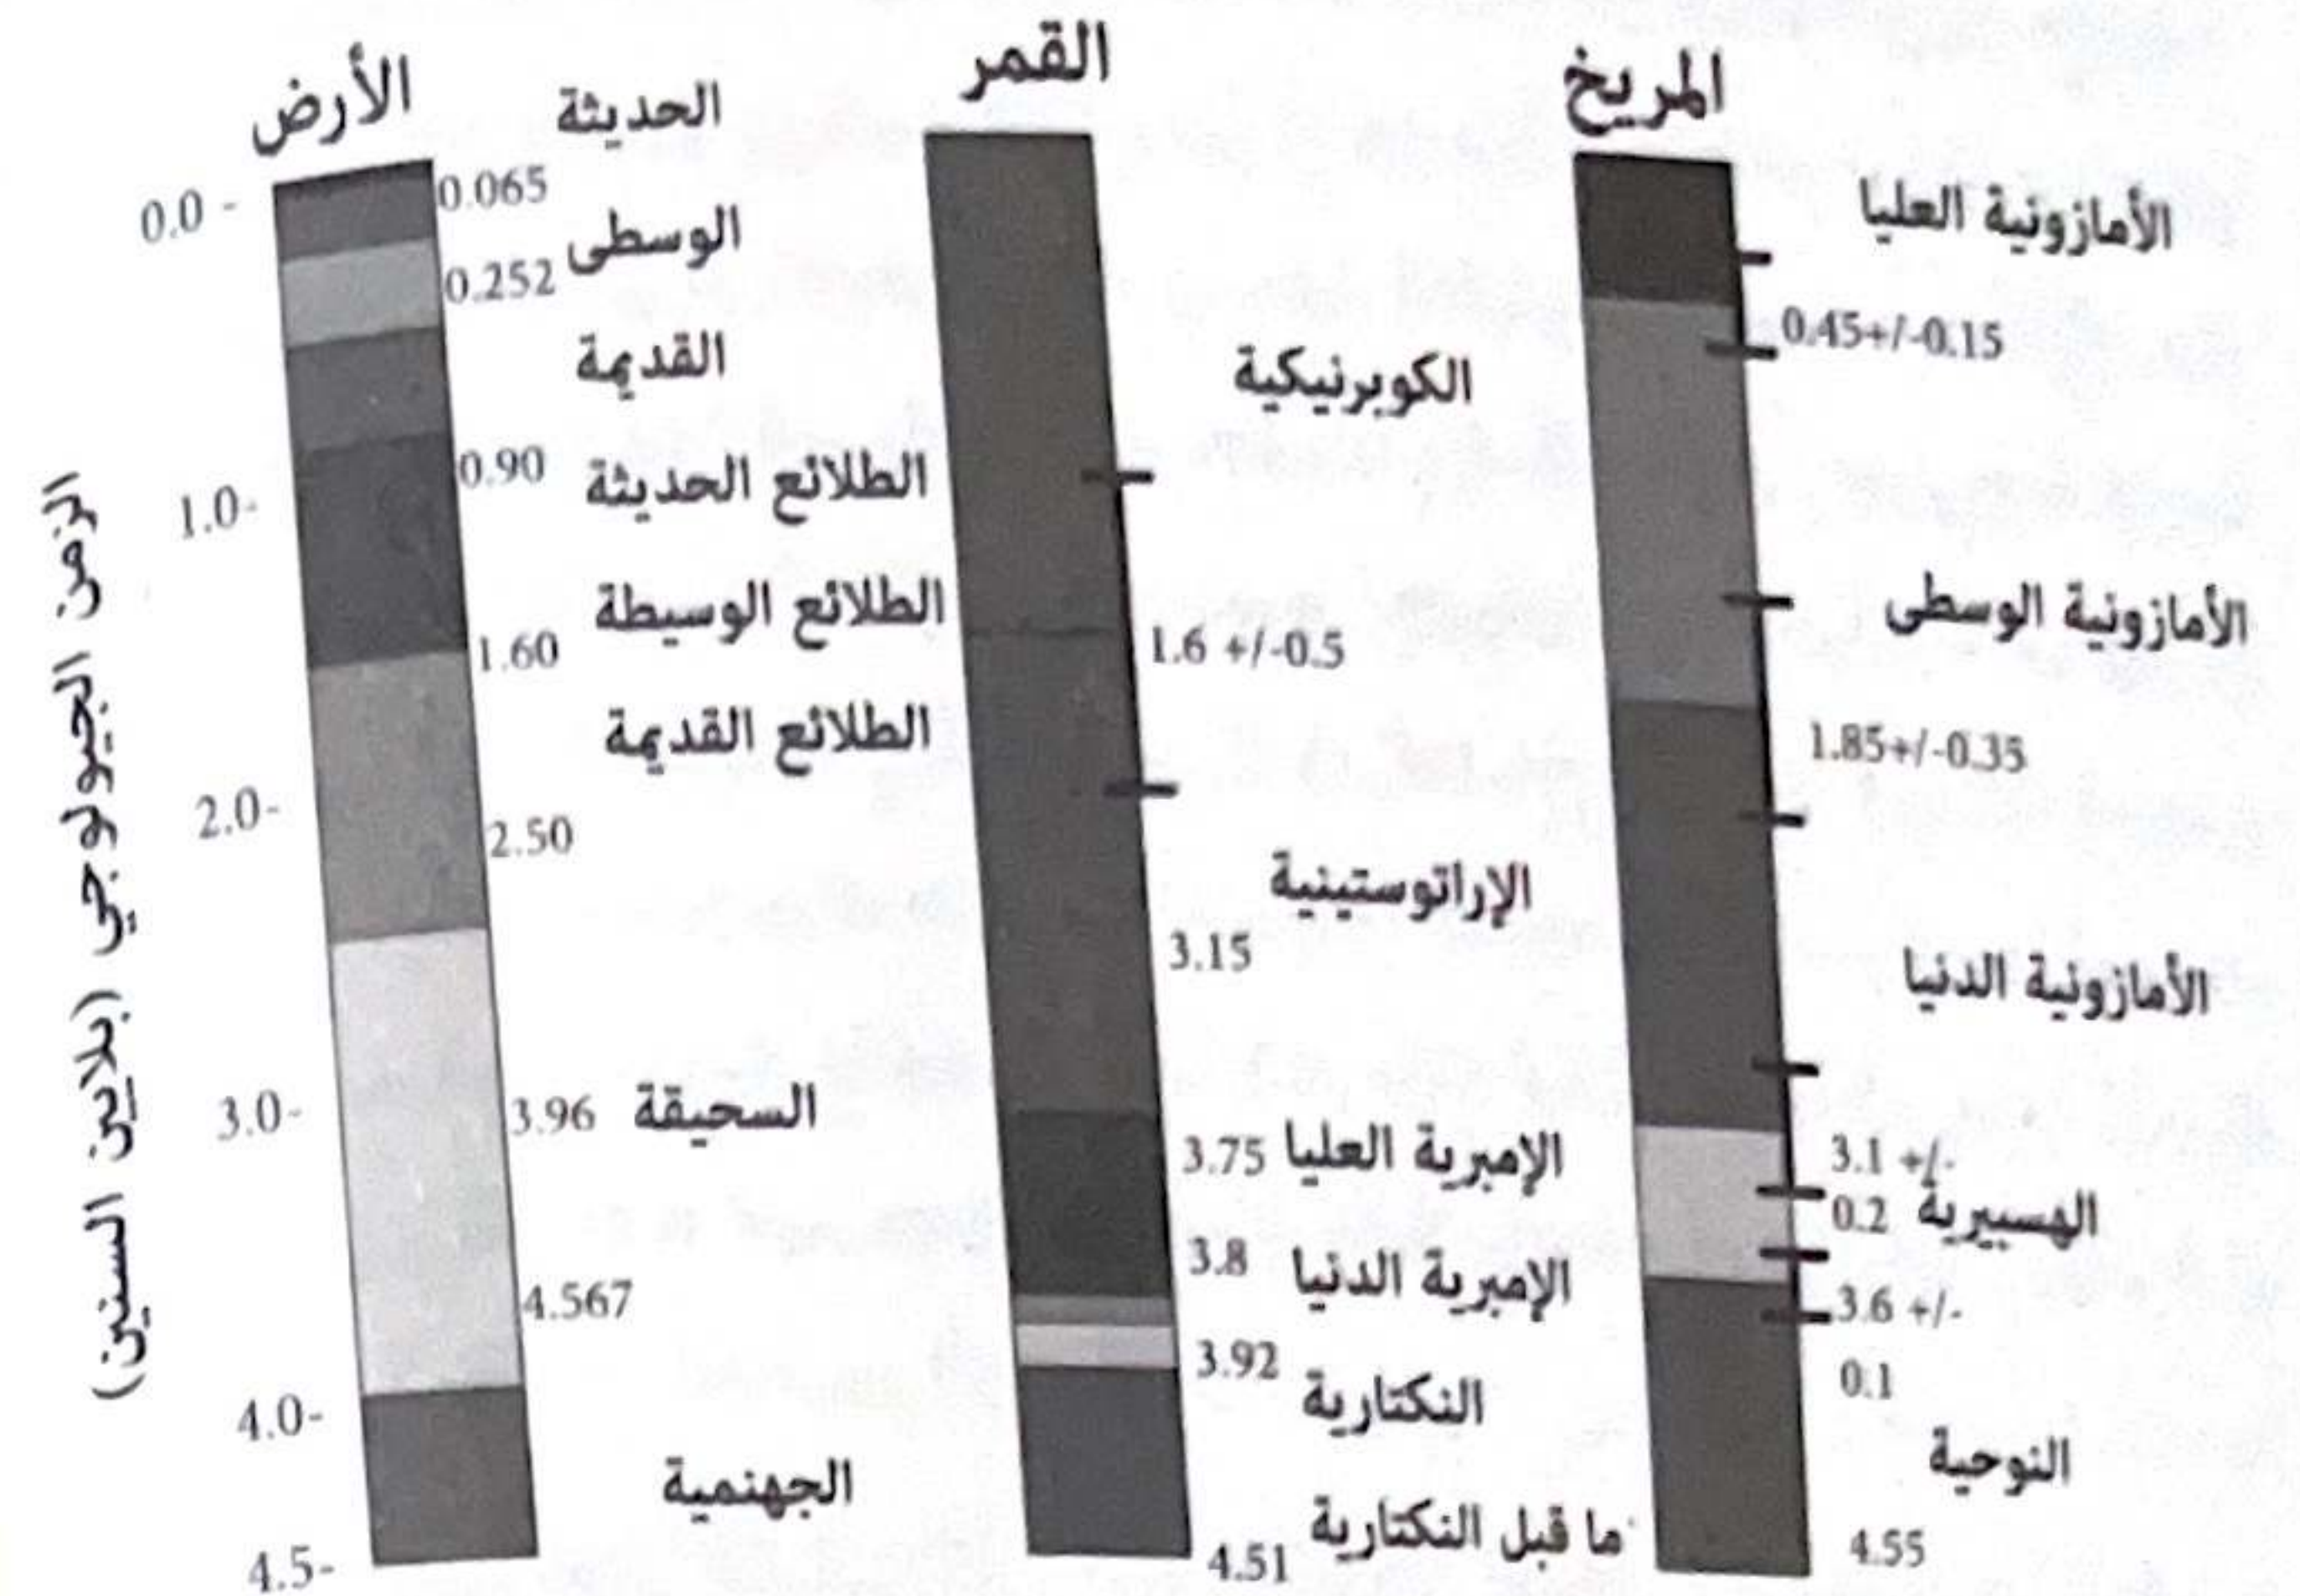 الأرض
القمر
المريخ
الزمن الجيولوجي (بلايين السنين)
0.0 -
1.0-
2.0-
3.0-
4.0-
4.5-
الحديثة
0.065
الوسطى
0.252
القديمة
0.90
الطلائع الحديثة
الطلائع الوسيطة
1.60
الطلائع القديمة
2.50
3.96 السحيقة
4.567
الجهنمية
الكوبرنيكية
1.6 +/-0.5
الإراتوستينية
3.15
3.75 الإمبرية العليا
3.8 الإمبرية الدنيا
3.92
النكتارية
ما قبل النكتارية
4.51
الأمازونية العليا
0.45+/-0.15
الأمازونية الوسطى
1.85+/-0.35
الأمازونية الدنيا
3.1 +/-
0.2 الهسبيرية
3.6 +/-
0.1
النوحية
4.55